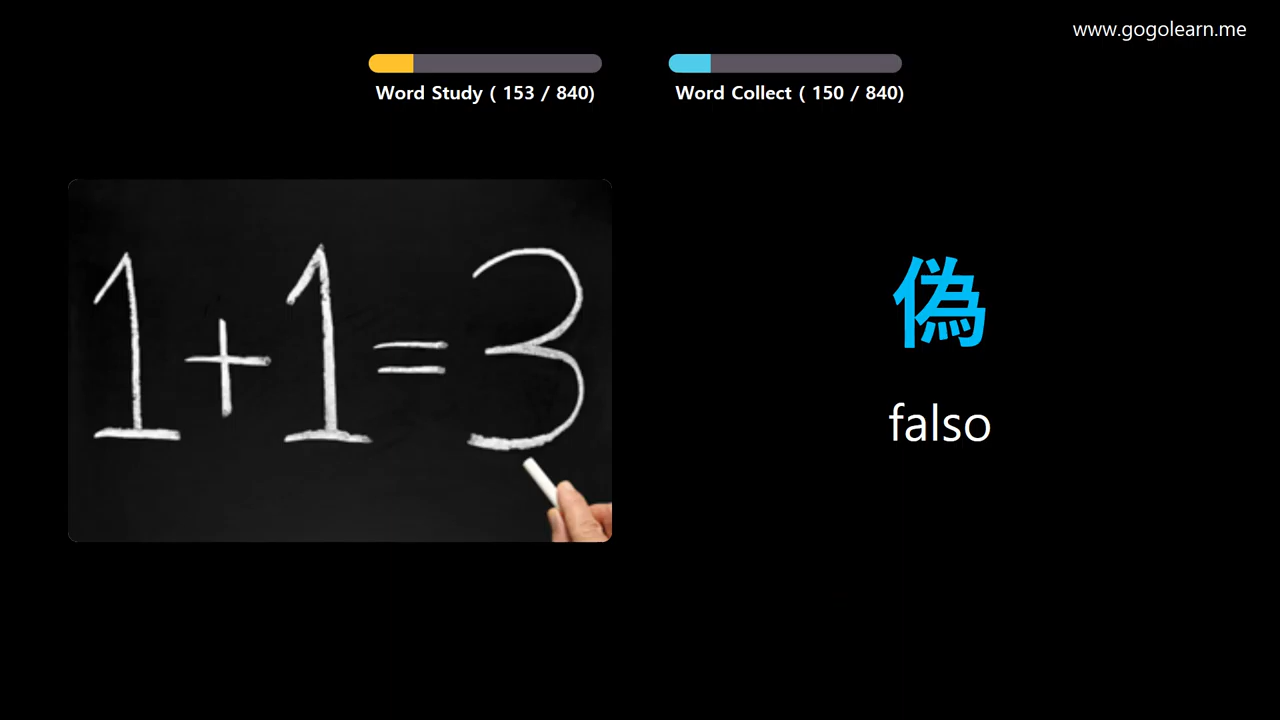 www.gogolearn.me
Word Study ( 153 / 840)
Word Collect ( 150 / 840)
1+1=3
偽
falso